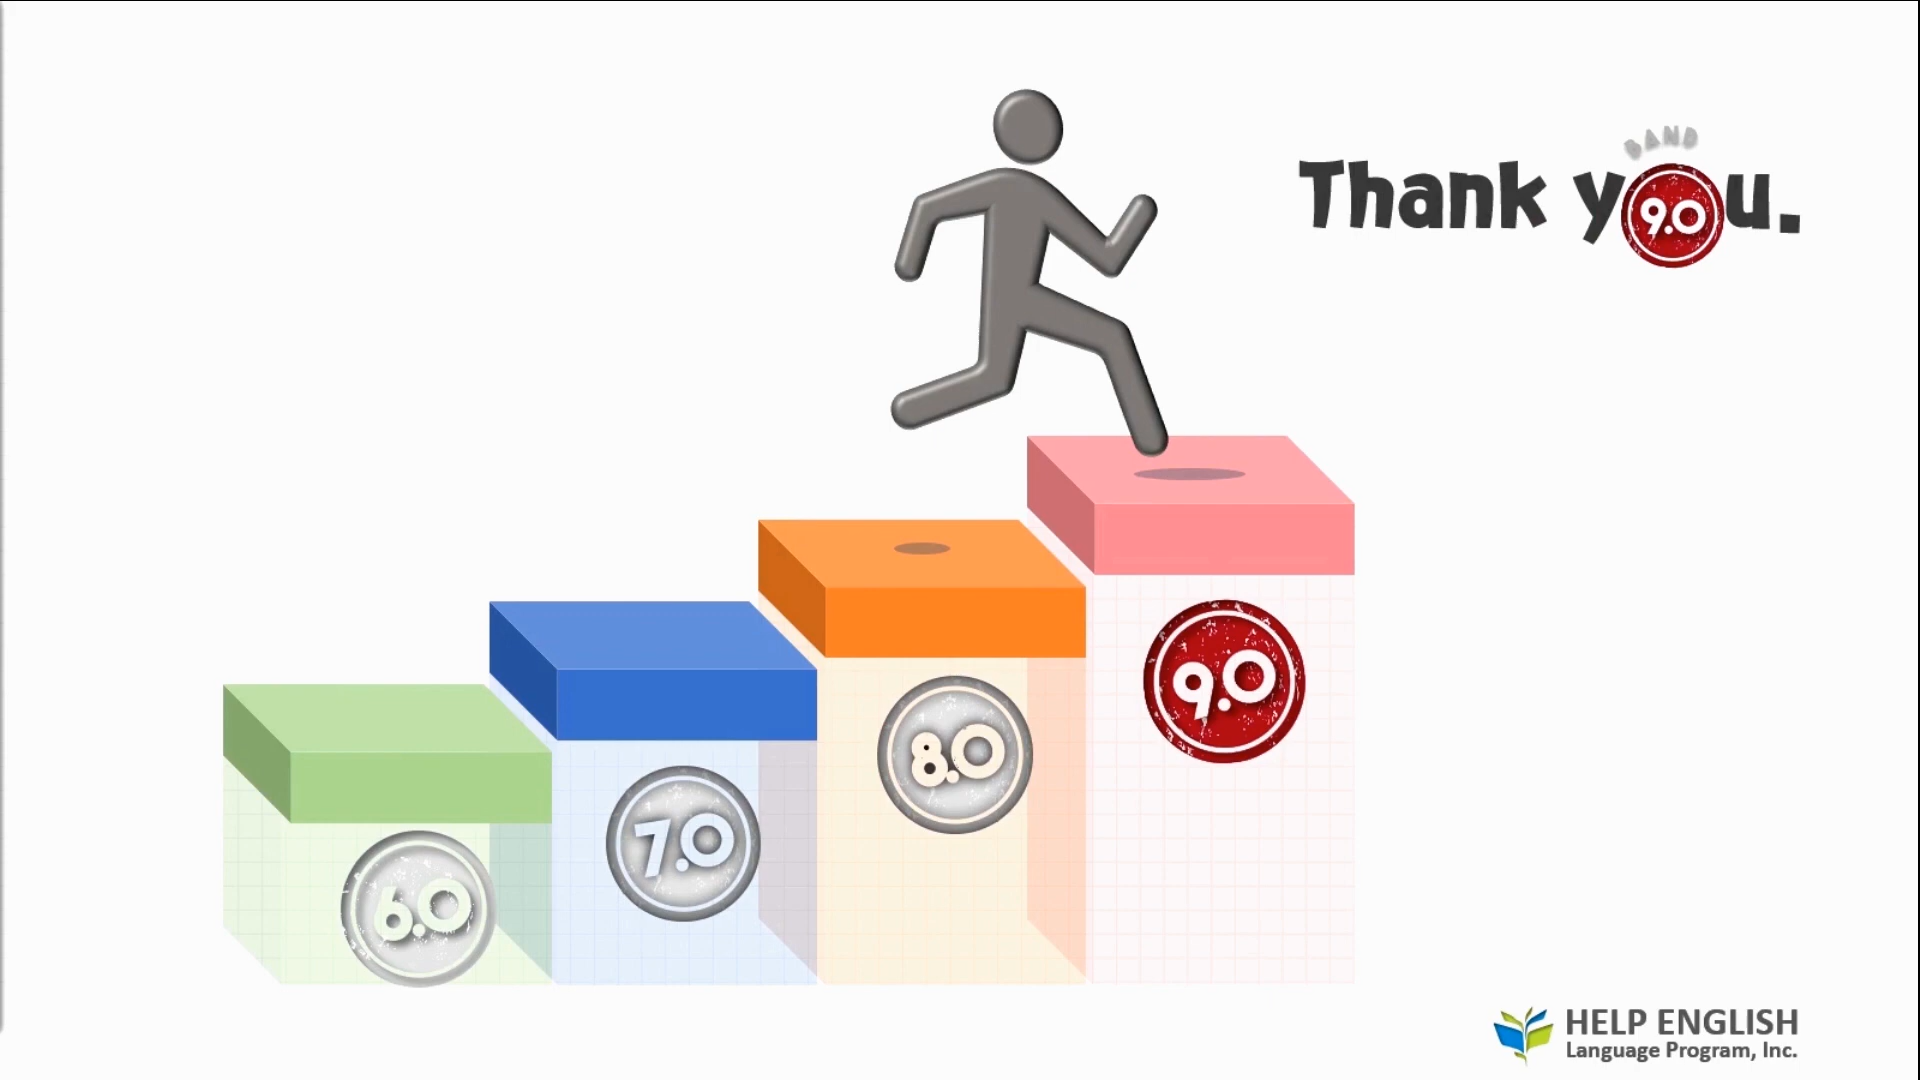 BAND
Thank y9.0u.
9.0
8.0
7.0
6.0
HELP ENGLISH
Language Program, Inc.